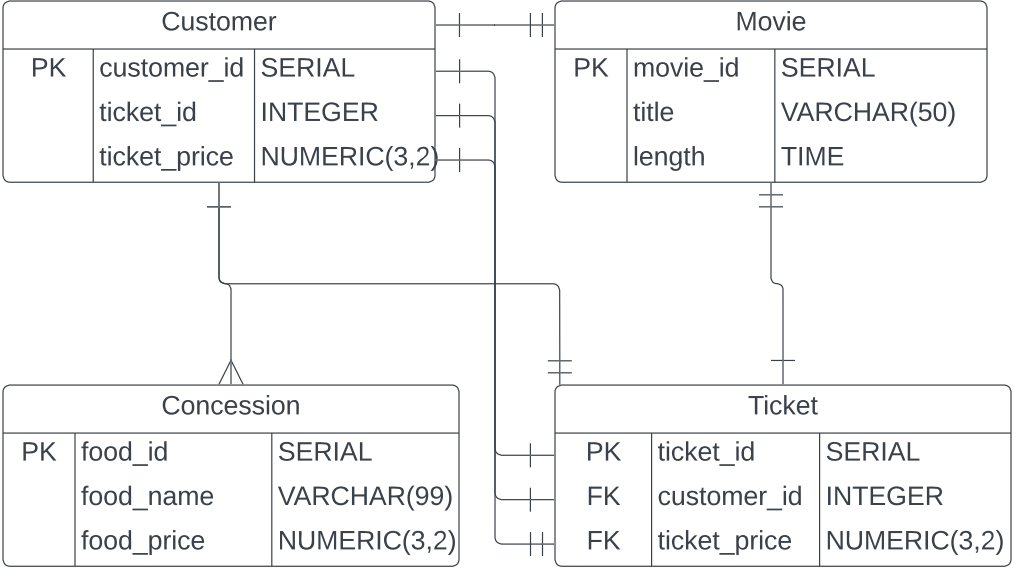 Customer
PK customer_id SERIAL
ticket_id INTEGER
ticket_price NUMERIC(3,2)
Movie
PK movie_id SERIAL
title VARCHAR(50)
length TIME
Concession
PK food_id SERIAL
food_name VARCHAR(99)
food_price NUMERIC(3,2)
Ticket
PK ticket_id SERIAL
FK customer_id INTEGER
FK ticket_price NUMERIC(3,2)